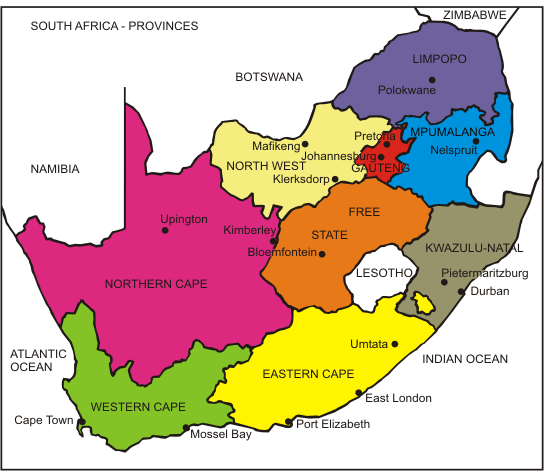 ZIMBABWE
SOUTH AFRICA - PROVINCES
LIMPOPO
BOTSWANA
Polokwane
Pretoria
MPUMALANGA
Mafikeng
Johannesburg
Nelspruit
NORTH WEST
GAUTENG
NAMIBIA
Klerksdorp
FREE
Upington
Kimberley
STATE
KWAZULU-NATAL
Bloemfontein
LESOTHO
Pietermaritzburg
NORTHERN CAPE
Durban
Umtata
ATLANTIC
OCEAN
INDIAN OCEAN
EASTERN CAPE
East London
WESTERN CAPE
Cape Town
Port Elizabeth
Mossel Bay